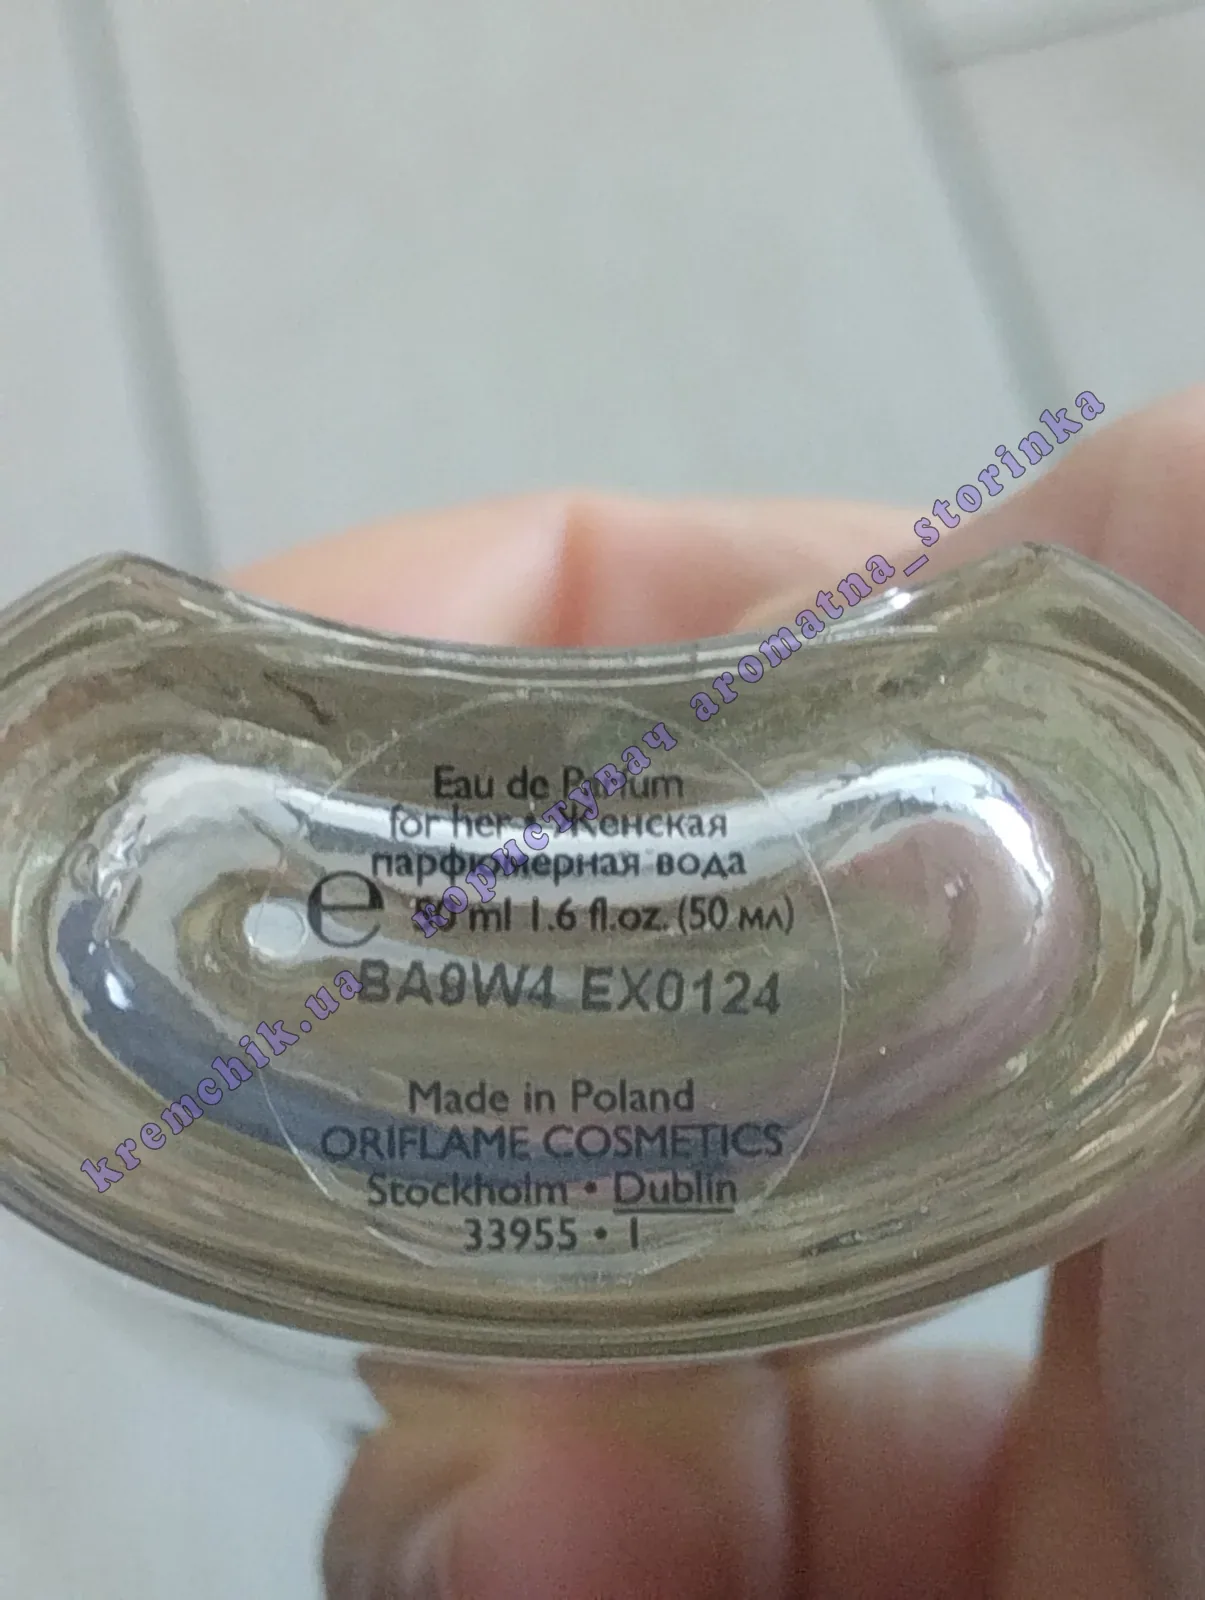 Eau de Parfum
for her • Женская
парфюмерная вода
e 50 ml 1.6 fl.oz. (50 мл)
BA9W4 EX0124
Made in Poland
ORIFLAME COSMETICS
Stockholm • Dublin
33955 • 1
kremchik.ua користувач aromatna_storinka